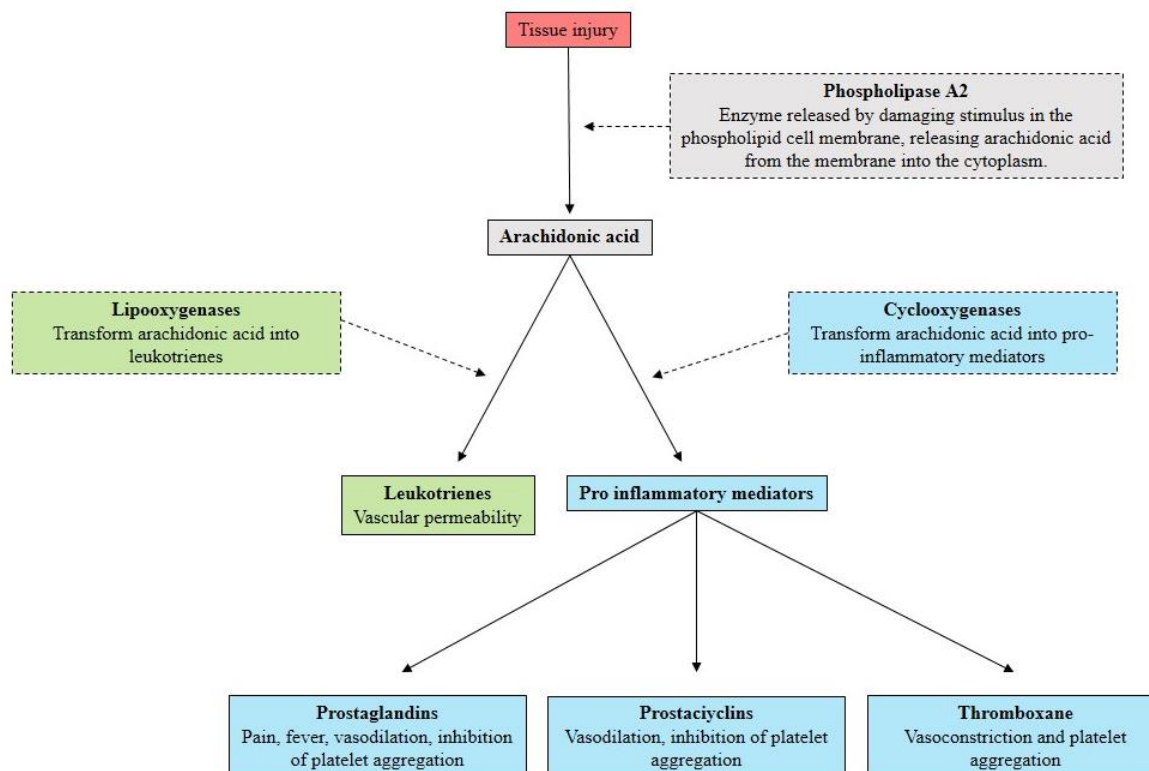 Tissue injury
Phospholipase A2
Enzyme released by damaging stimulus in the
phospholipid cell membrane, releasing arachidonic acid
from the membrane into the cytoplasm.
Arachidonic acid
Lipooxygenases
Transform arachidonic acid into
leukotrienes
Cyclooxygenases
Transform arachidonic acid into pro-
inflammatory mediators
Leukotrienes
Vascular permeability
Pro inflammatory mediators
Prostaglandins
Pain, fever, vasodilation, inhibition
of platelet aggregation
Prostaciyclins
Vasodilation, inhibition of platelet
aggregation
Thromboxane
Vasoconstriction and platelet
aggregation